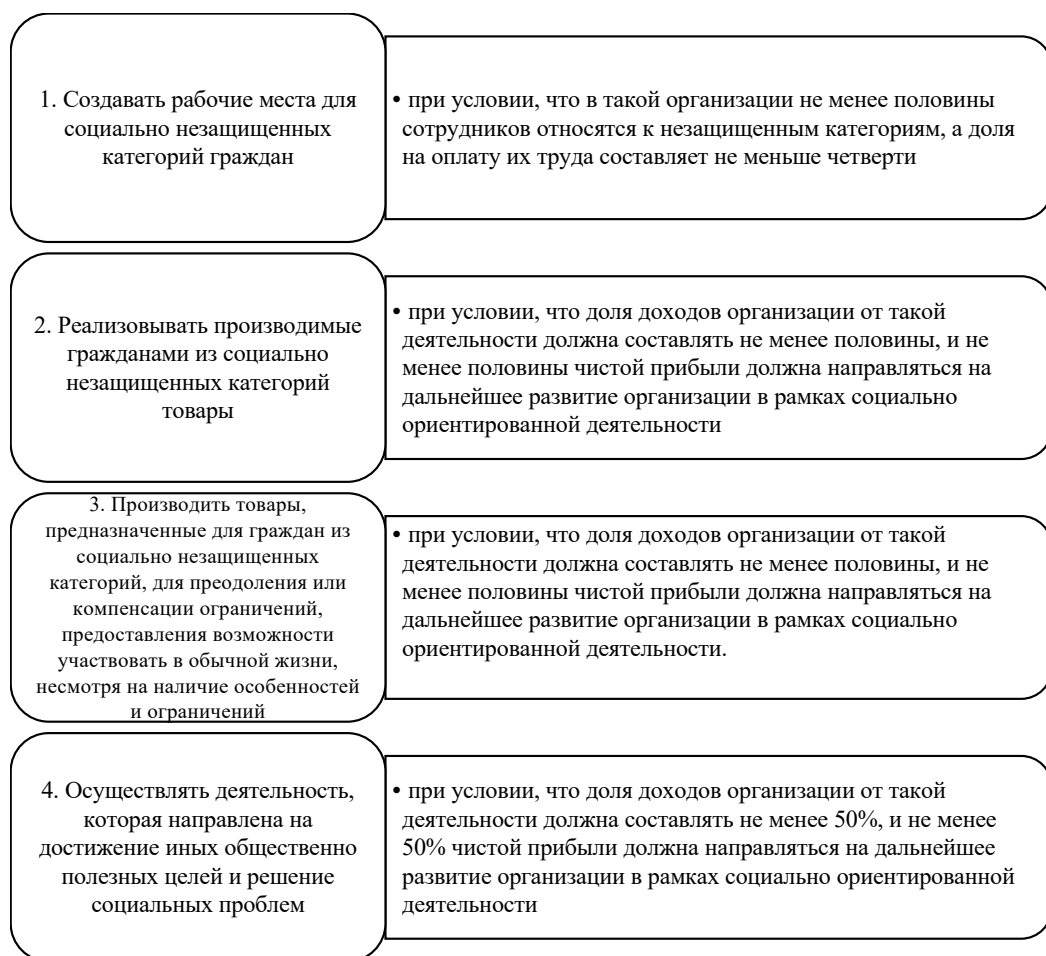 1. Создавать рабочие места для
социально незащищенных
категорий граждан
• при условии, что в такой организации не менее половины
сотрудников относятся к незащищенным категориям, а доля
на оплату их труда составляет не меньше четверти
2. Реализовывать производимые
гражданами из социально
незащищенных категорий
товары
• при условии, что доля доходов организации от такой
деятельности должна составлять не менее половины, и не
менее половины чистой прибыли должна направляться на
дальнейшее развитие организации в рамках социально
ориентированной деятельности
3. Производить товары,
предназначенные для граждан из
социально незащищенных
категорий, для преодоления или
компенсации ограничений,
предоставления возможности
участвовать в обычной жизни,
несмотря на наличие особенностей
и ограничений
• при условии, что доля доходов организации от такой
деятельности должна составлять не менее половины, и не
менее половины чистой прибыли должна направляться на
дальнейшее развитие организации в рамках социально
ориентированной деятельности.
4. Осуществлять деятельность,
которая направлена на
достижение иных общественно
полезных целей и решение
социальных проблем
• при условии, что доля доходов организации от такой
деятельности должна составлять не менее 50%, и не менее
50% чистой прибыли должна направляться на дальнейшее
развитие организации в рамках социально ориентированной
деятельности